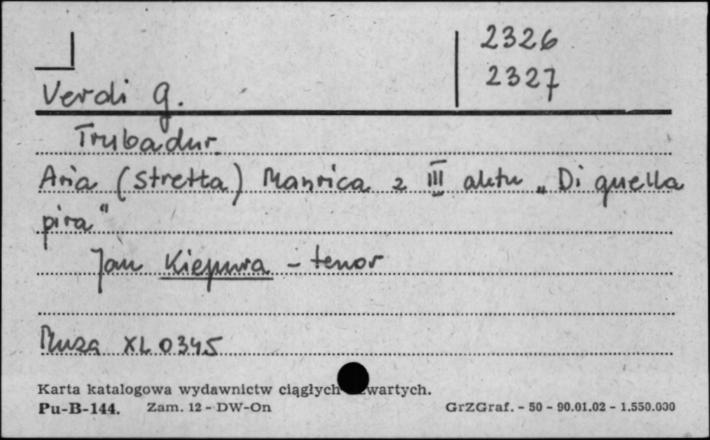 2326
2327
Verdi G.
Trubadur.
Aria (stretta) Manrica z III aktu „Di quella
pira"
Jan Kiepura - tenor
Muza XL 0345
Karta katalogowa wydawnictw ciągłych wartych.
Pu-B-144. Zam. 12 - DW-On GrZGraf. - 50 - 90.01.02 - 1.550.000